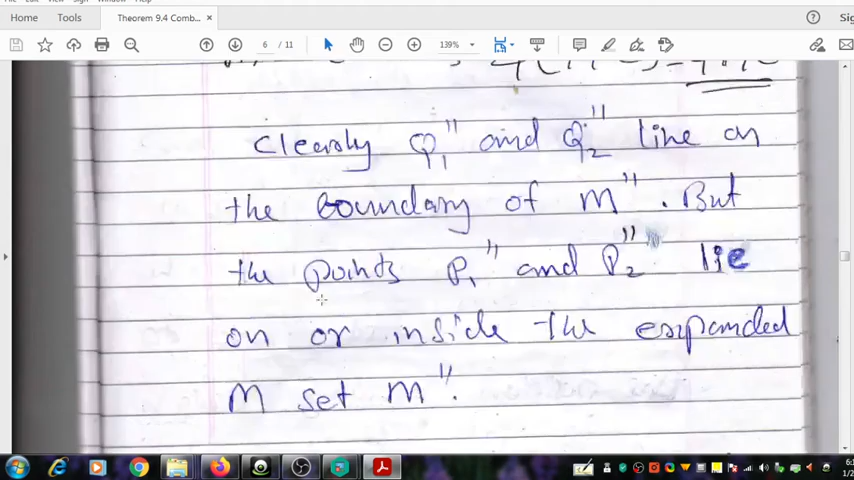 Home Tools Theorem 9.4 Comb... ×
6 / 11 139%
Clearly Q₁'' and Q₂'' line on
the boundary of M''. But
the points P₁'' and P₂'' lie
on or inside the expanded
M set M''.